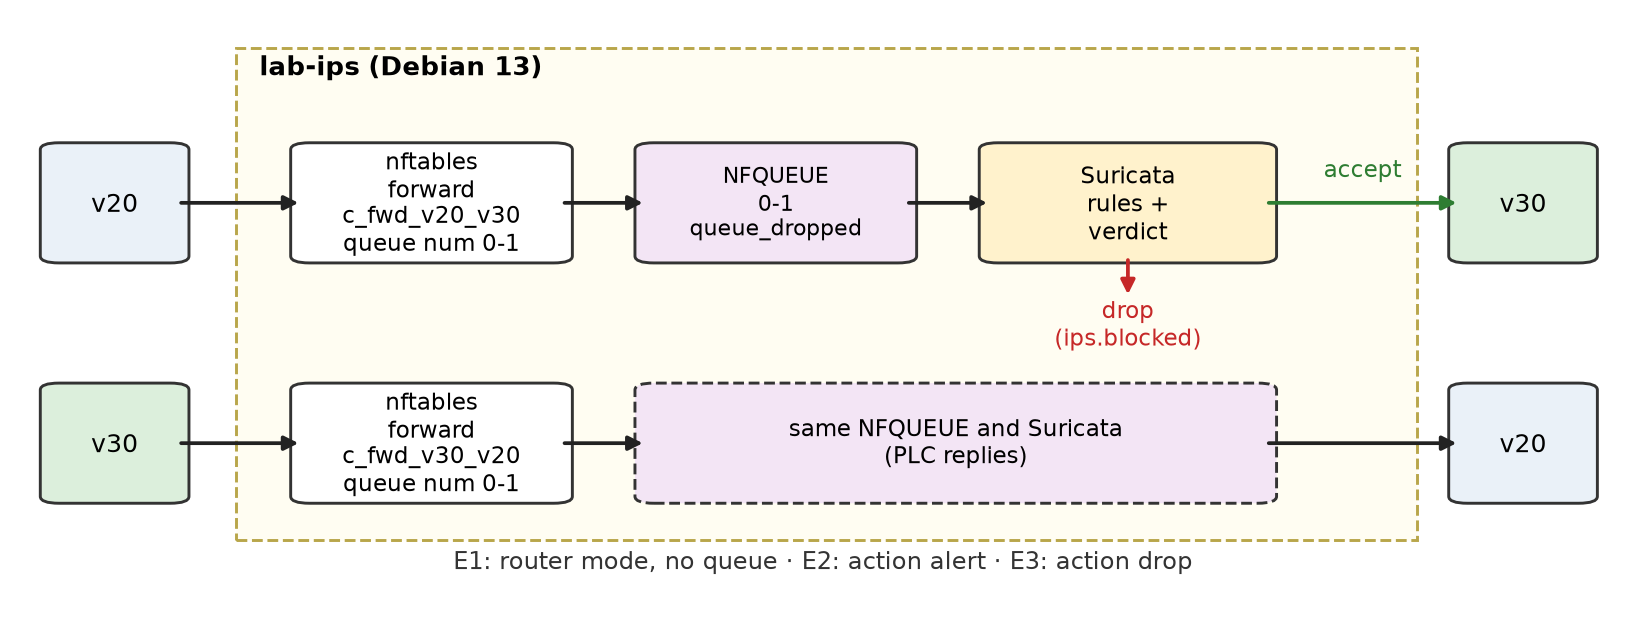 lab-ips (Debian 13)
v20
nftables
forward
c_fwd_v20_v30
queue num 0-1
NFQUEUE
0-1
queue_dropped
Suricata
rules +
verdict
accept
v30
drop
(ips.blocked)
v30
nftables
forward
c_fwd_v30_v20
queue num 0-1
same NFQUEUE and Suricata
(PLC replies)
v20
E1: router mode, no queue · E2: action alert · E3: action drop